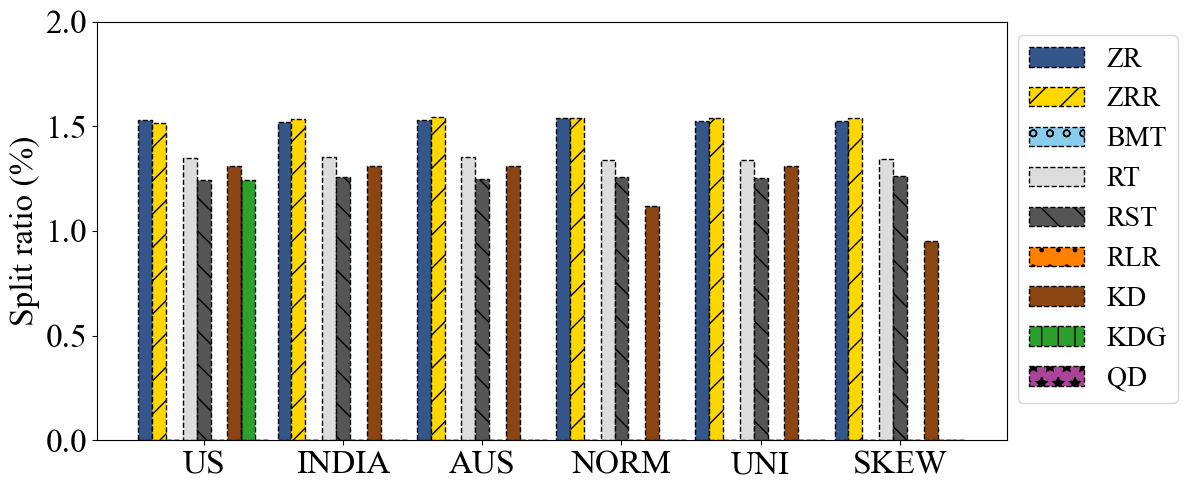 Split ratio (%)
2.0
1.5
1.0
0.5
0.0
US INDIA AUS NORM UNI SKEW
ZR
ZRR
BMT
RT
RST
RLR
KD
KDG
QD